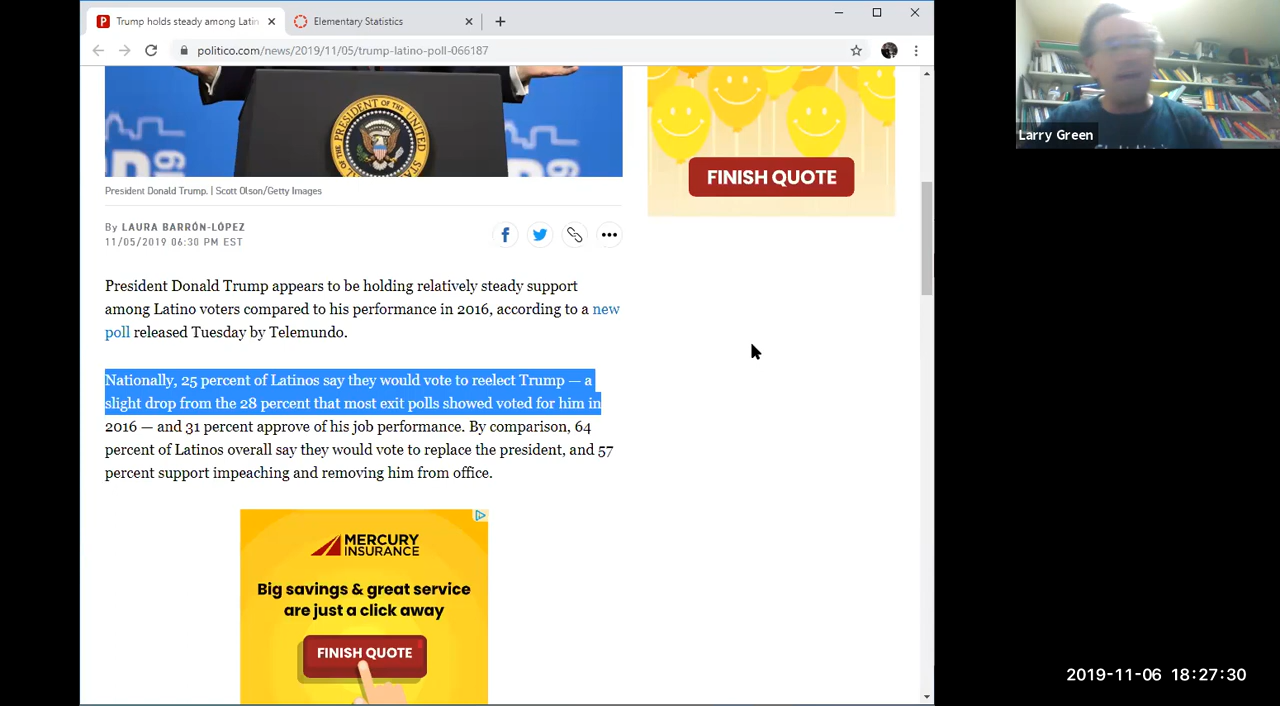 Trump holds steady among Latin
Elementary Statistics
politico.com/news/2019/11/05/trump-latino-poll-066187
PRESIDENT OF THE UNITED
FINISH QUOTE
Larry Green
President Donald Trump. | Scott Olson/Getty Images
By LAURA BARRÓN-LÓPEZ
11/05/2019 06:30 PM EST
President Donald Trump appears to be holding relatively steady support
among Latino voters compared to his performance in 2016, according to a new
poll released Tuesday by Telemundo.
Nationally, 25 percent of Latinos say they would vote to reelect Trump — a
slight drop from the 28 percent that most exit polls showed voted for him in
2016 — and 31 percent approve of his job performance. By comparison, 64
percent of Latinos overall say they would vote to replace the president, and 57
percent support impeaching and removing him from office.
MERCURY
INSURANCE
Big savings & great service
are just a click away
FINISH QUOTE
2019-11-06 18:27:30